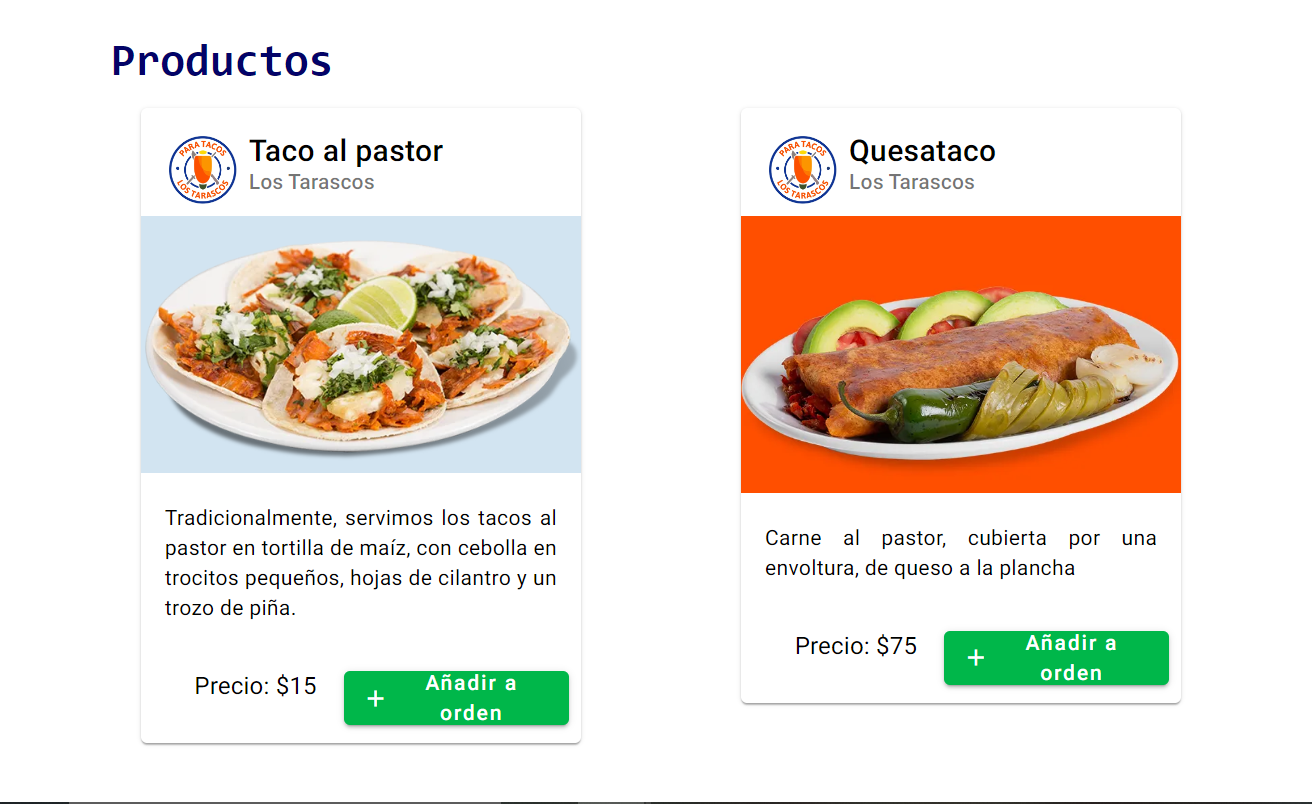 Productos
PARA TACOS
LOS TARASCOS
Taco al pastor
Los Tarascos
Tradicionalmente, servimos los tacos al
pastor en tortilla de maíz, con cebolla en
trocitos pequeños, hojas de cilantro y un
trozo de piña.
Precio: $15
+ Añadir a
orden
PARA TACOS
LOS TARASCOS
Quesataco
Los Tarascos
Carne al pastor, cubierta por una
envoltura, de queso a la plancha
Precio: $75
+ Añadir a
orden